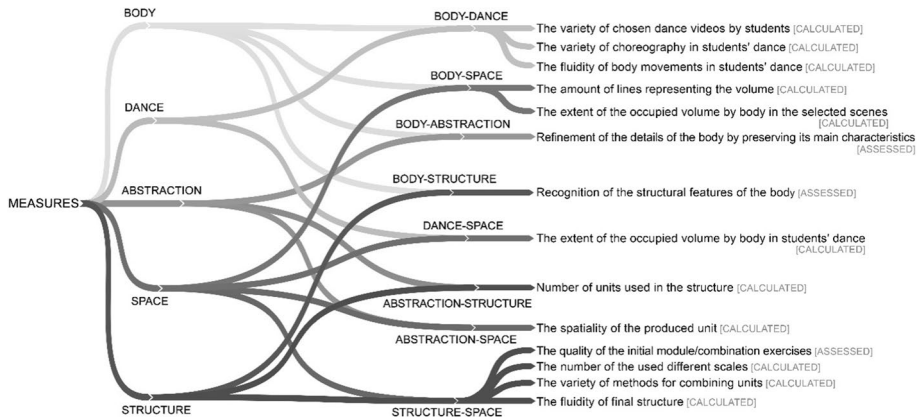 MEASURES
BODY
DANCE
ABSTRACTION
SPACE
STRUCTURE
BODY-DANCE
BODY-SPACE
BODY-ABSTRACTION
BODY-STRUCTURE
DANCE-SPACE
ABSTRACTION-STRUCTURE
ABSTRACTION-SPACE
STRUCTURE-SPACE
The variety of chosen dance videos by students [CALCULATED]
The variety of choreography in students' dance [CALCULATED]
The fluidity of body movements in students' dance [CALCULATED]
The amount of lines representing the volume [CALCULATED]
The extent of the occupied volume by body in the selected scenes
[CALCULATED]
Refinement of the details of the body by preserving its main characteristics
[ASSESSED]
Recognition of the structural features of the body [ASSESSED]
The extent of the occupied volume by body in students' dance
[CALCULATED]
Number of units used in the structure [CALCULATED]
The spatiality of the produced unit [CALCULATED]
The quality of the initial module/combination exercises [ASSESSED]
The number of the used different scales [CALCULATED]
The variety of methods for combining units [CALCULATED]
The fluidity of final structure [CALCULATED]